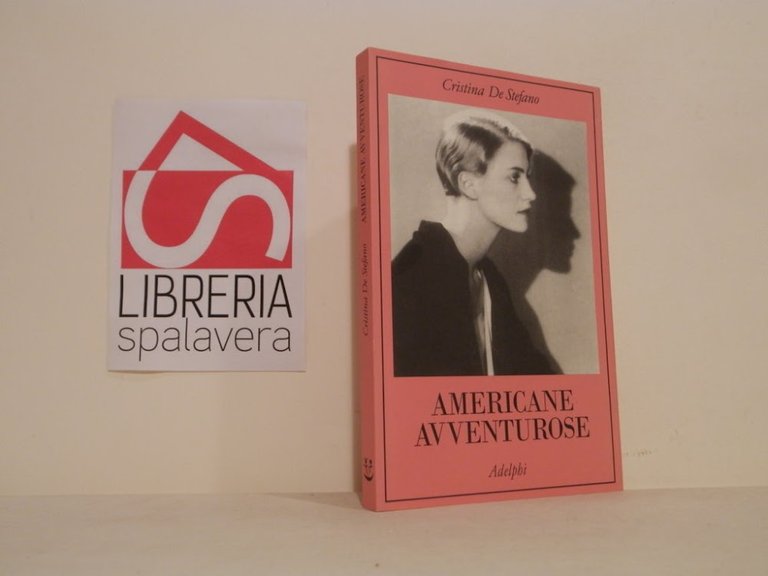 LIBRERIA
spalavera
Cristina De Stefano AMERICANE AVVENTUROSE
Cristina De Stefano
AMERICANE
AVVENTUROSE
Adelphi